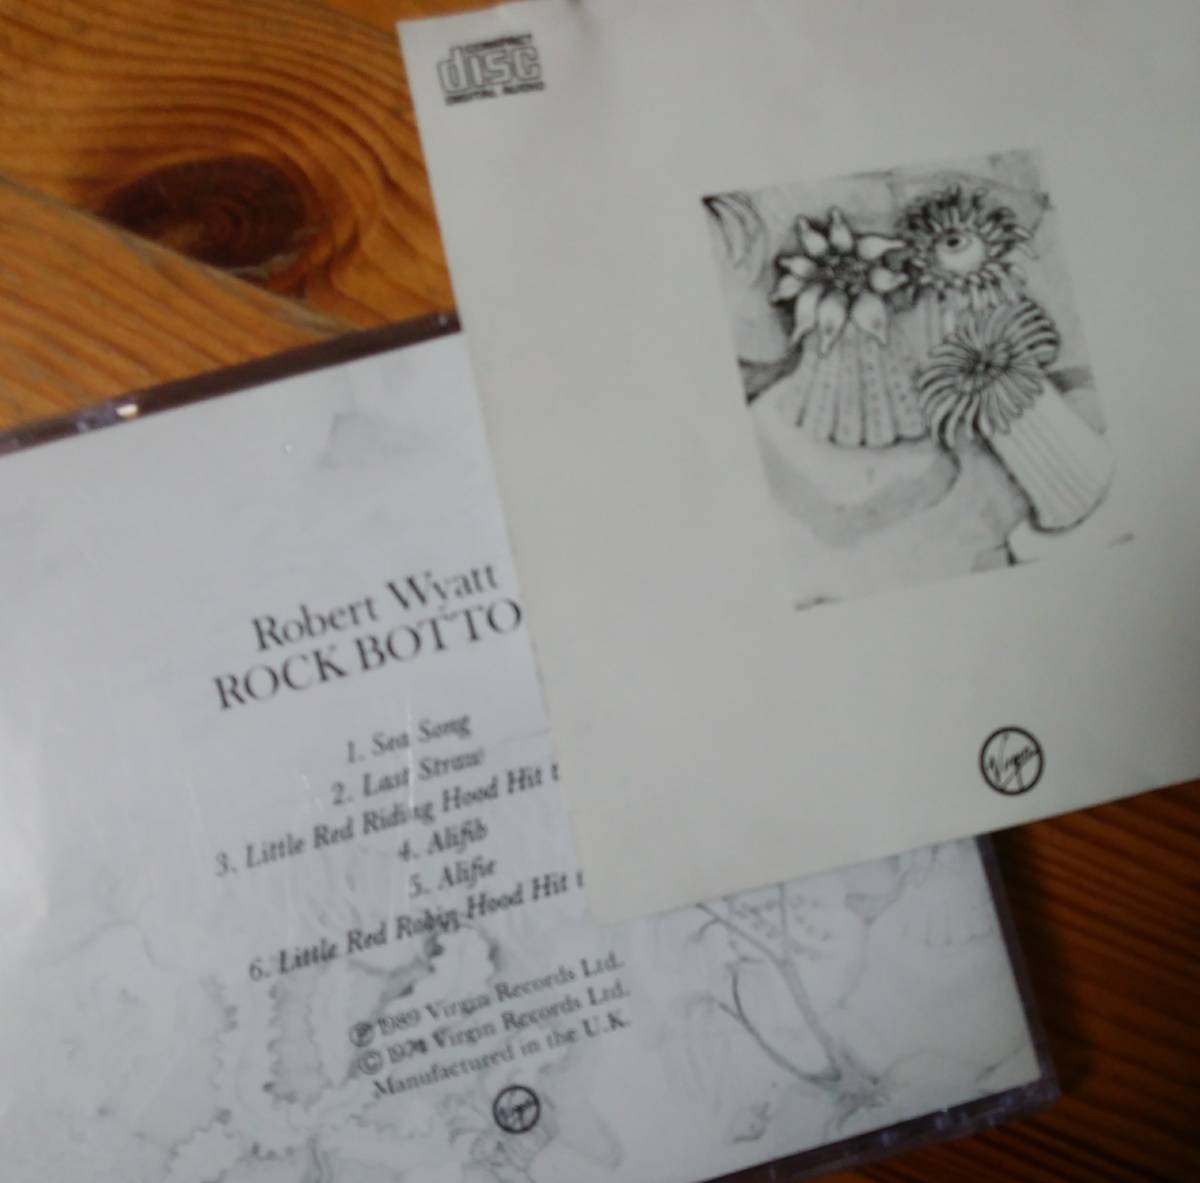 COMPACT
disc
DIGITAL AUDIO
Virgin
Robert Wyatt
ROCK BOTTO
1. Sea Song
2. Last Straw
3. Little Red Riding Hood Hit t
4. Alifib
5. Alifie
6. Little Red Robin Hood Hit t
℗ 1989 Virgin Records Ltd.
© 1974 Virgin Records Ltd.
Manufactured in the U.K.
Virgin